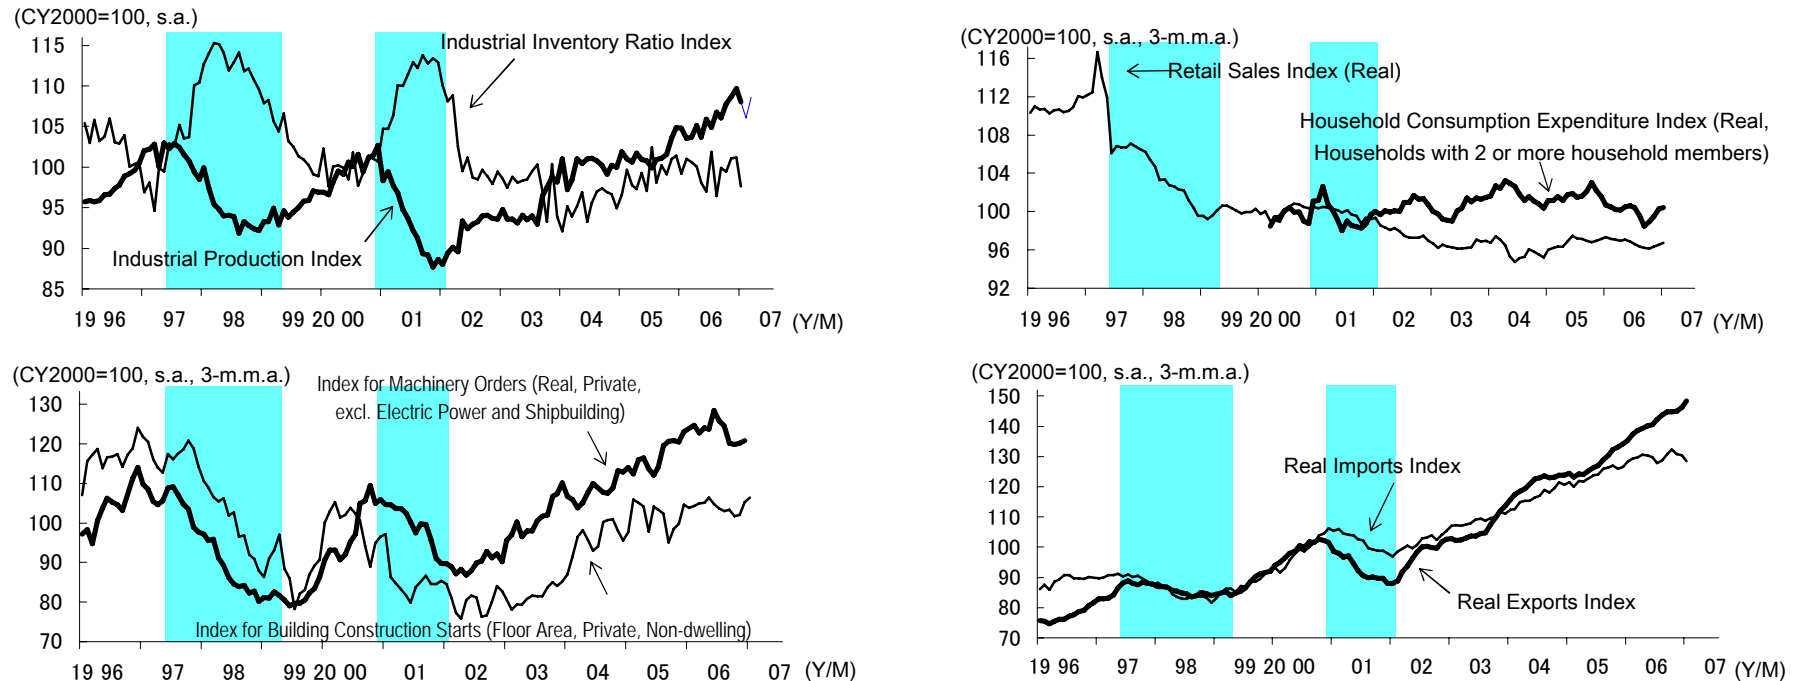 (CY2000=100, s.a.)
Industrial Inventory Ratio Index
115
110
105
100
95
90
85
Industrial Production Index
19 96 97 98 99 20 00 01 02 03 04 05 06 07 (Y/M)
(CY2000=100, s.a., 3-m.m.a.)
116
112
108
104
100
96
92
Retail Sales Index (Real)
Household Consumption Expenditure Index (Real,
Households with 2 or more household members)
19 96 97 98 99 20 00 01 02 03 04 05 06 07 (Y/M)
(CY2000=100, s.a., 3-m.m.a.)
Index for Machinery Orders (Real, Private,
excl. Electric Power and Shipbuilding)
130
120
110
100
90
80
70
Index for Building Construction Starts (Floor Area, Private, Non-dwelling)
19 96 97 98 99 20 00 01 02 03 04 05 06 07 (Y/M)
(CY2000=100, s.a., 3-m.m.a.)
150
140
130
120
110
100
90
80
70
Real Imports Index
Real Exports Index
19 96 97 98 99 20 00 01 02 03 04 05 06 07 (Y/M)